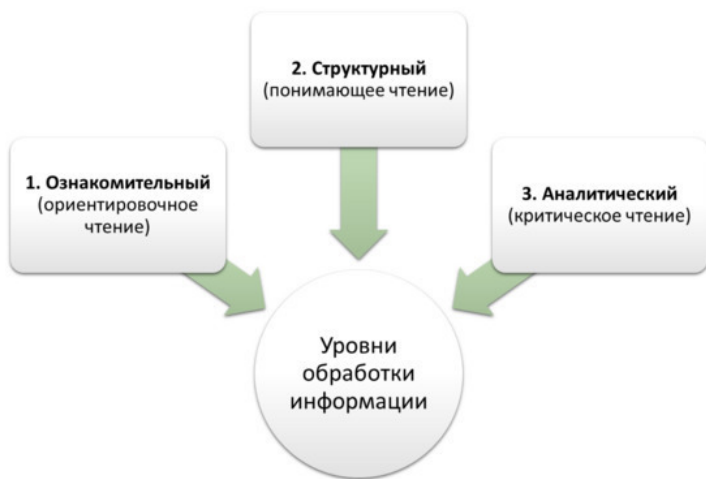 1. Ознакомительный
(ориентировочное
чтение)
2. Структурный
(понимающее чтение)
3. Аналитический
(критическое чтение)
Уровни
обработки
информации